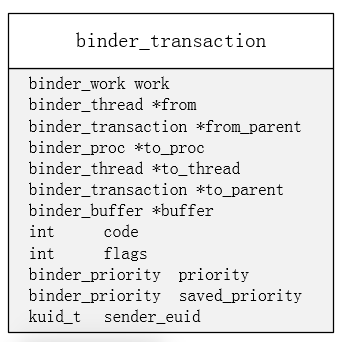 binder_transaction
binder_work work
binder_thread *from
binder_transaction *from_parent
binder_proc *to_proc
binder_thread *to_thread
binder_transaction *to_parent
binder_buffer *buffer
int code
int flags
binder_priority priority
binder_priority saved_priority
kuid_t sender_euid